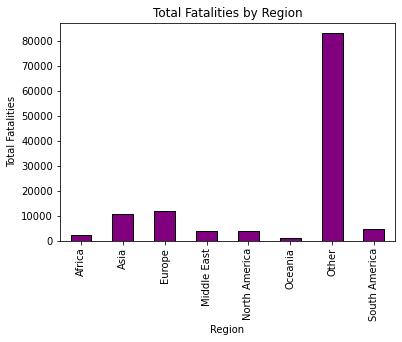 Total Fatalities by Region
Total Fatalities
80000
70000
60000
50000
40000
30000
20000
10000
0
Africa
Asia
Europe
Middle East
North America
Oceania
Other
South America
Region